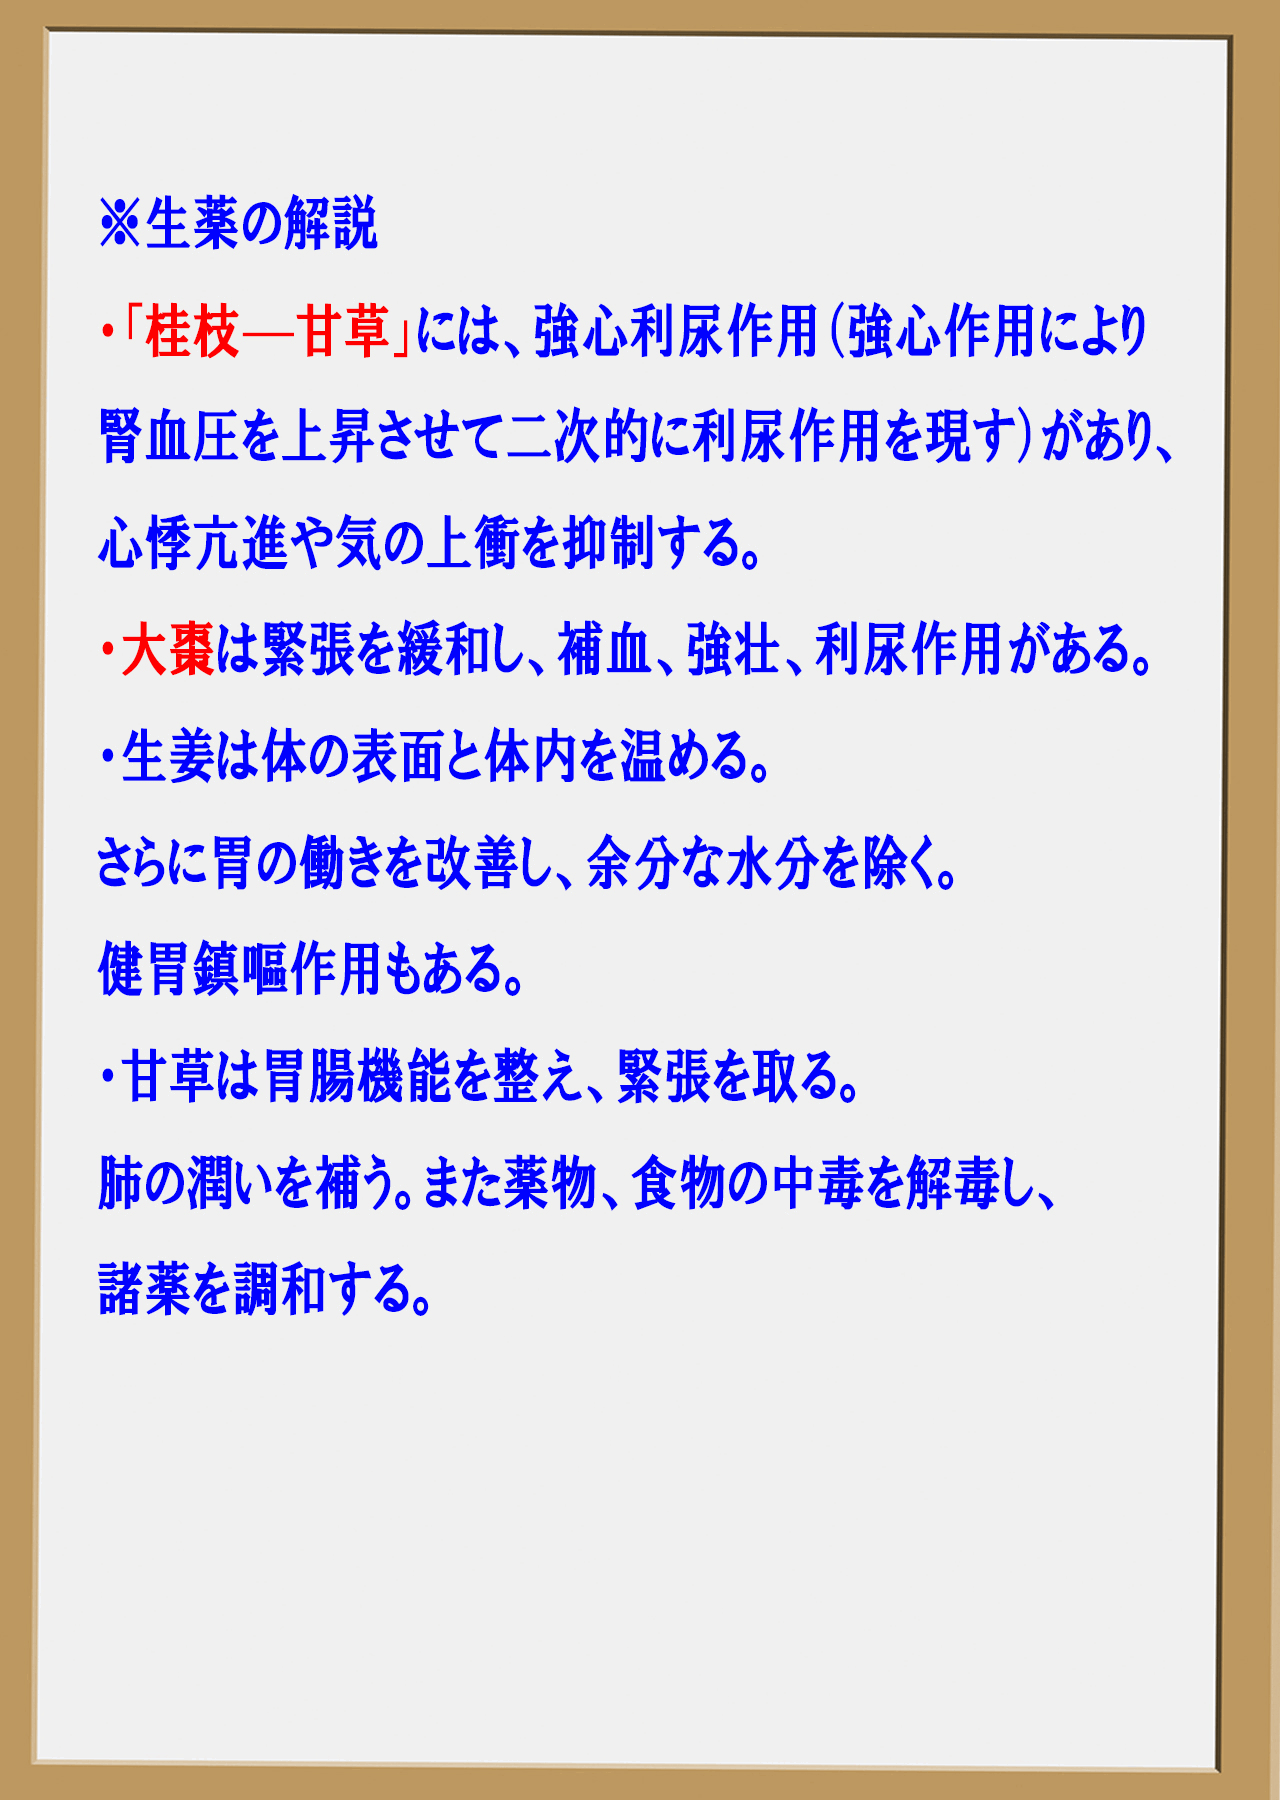 ※生薬の解説
・「桂枝―甘草」には、強心利尿作用(強心作用により
腎血圧を上昇させて二次的に利尿作用を現す)があり、
心悸亢進や気の上衝を抑制する。
・大棗は緊張を緩和し、補血、強壮、利尿作用がある。
・生姜は体の表面と体内を温める。
さらに胃の働きを改善し、余分な水分を除く。
健胃鎮嘔作用もある。
・甘草は胃腸機能を整え、緊張を取る。
肺の潤いを補う。また薬物、食物の中毒を解毒し、
諸薬を調和する。